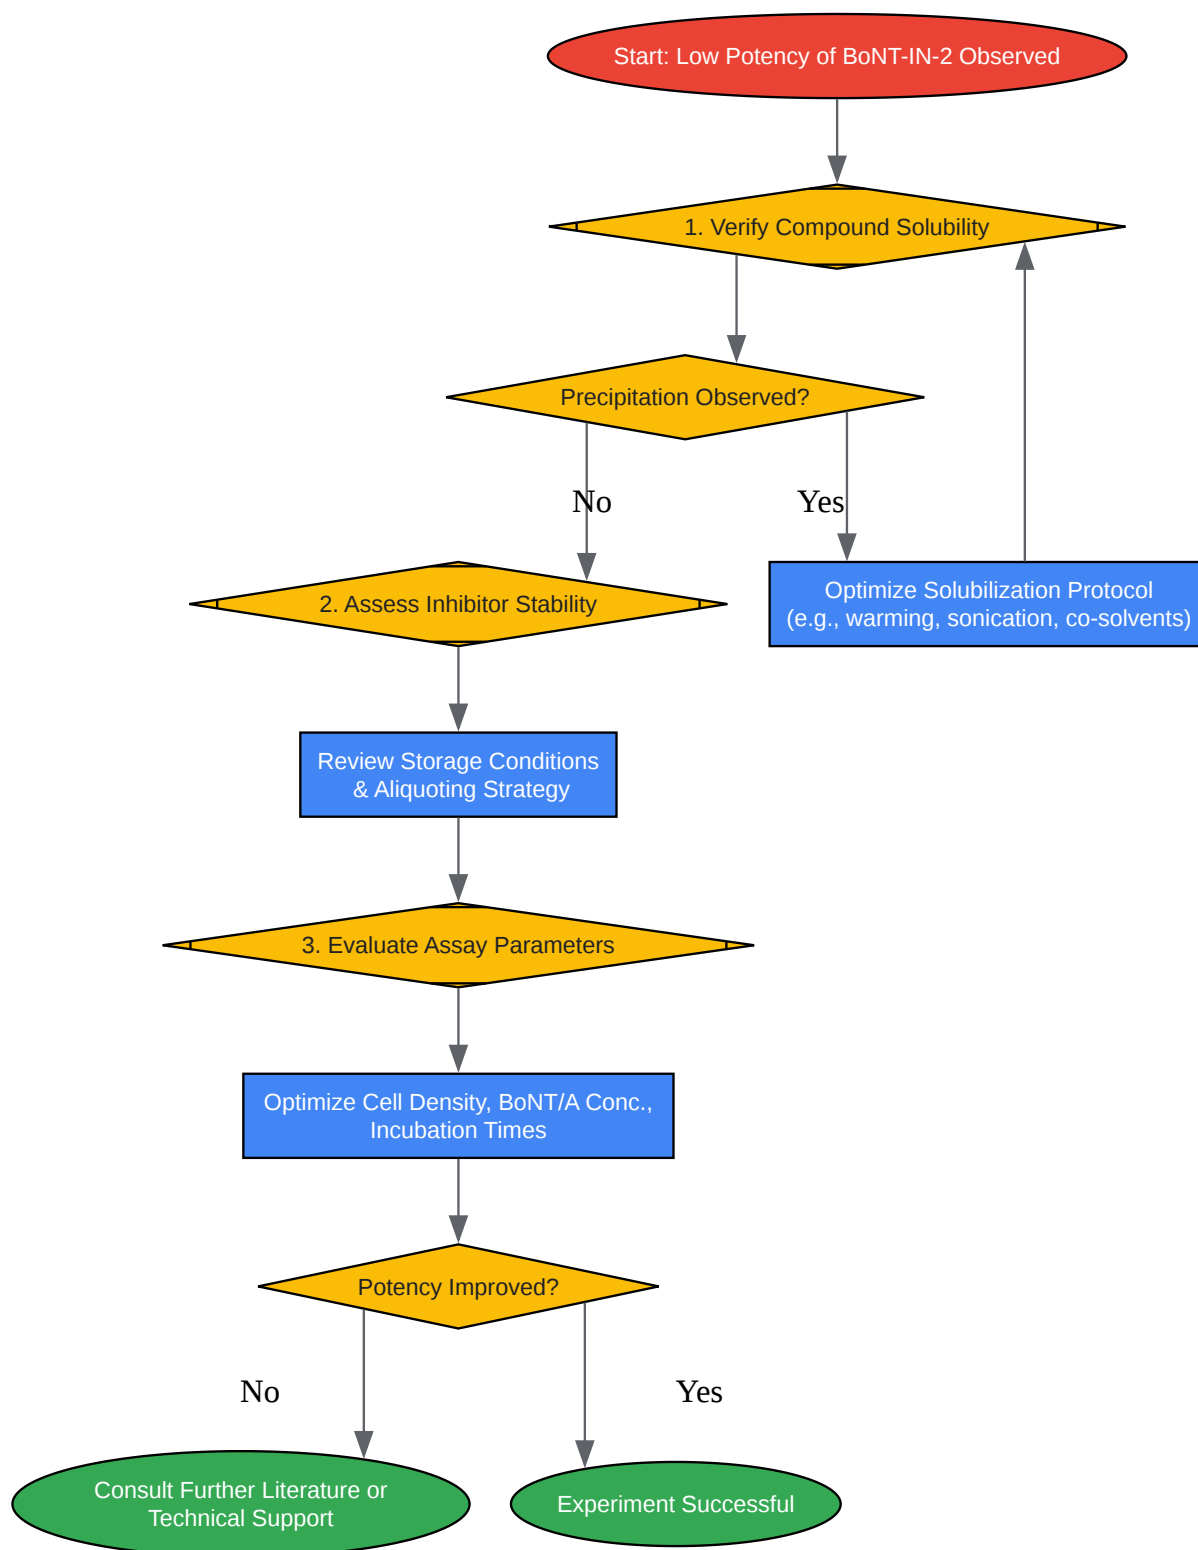 Start: Low Potency of BoNT-IN-2 Observed
1. Verify Compound Solubility
Precipitation Observed?
No
Yes
Optimize Solubilization Protocol
(e.g., warming, sonication, co-solvents)
2. Assess Inhibitor Stability
Review Storage Conditions
& Aliquoting Strategy
3. Evaluate Assay Parameters
Optimize Cell Density, BoNT/A Conc.,
Incubation Times
Potency Improved?
No
Yes
Consult Further Literature or
Technical Support
Experiment Successful